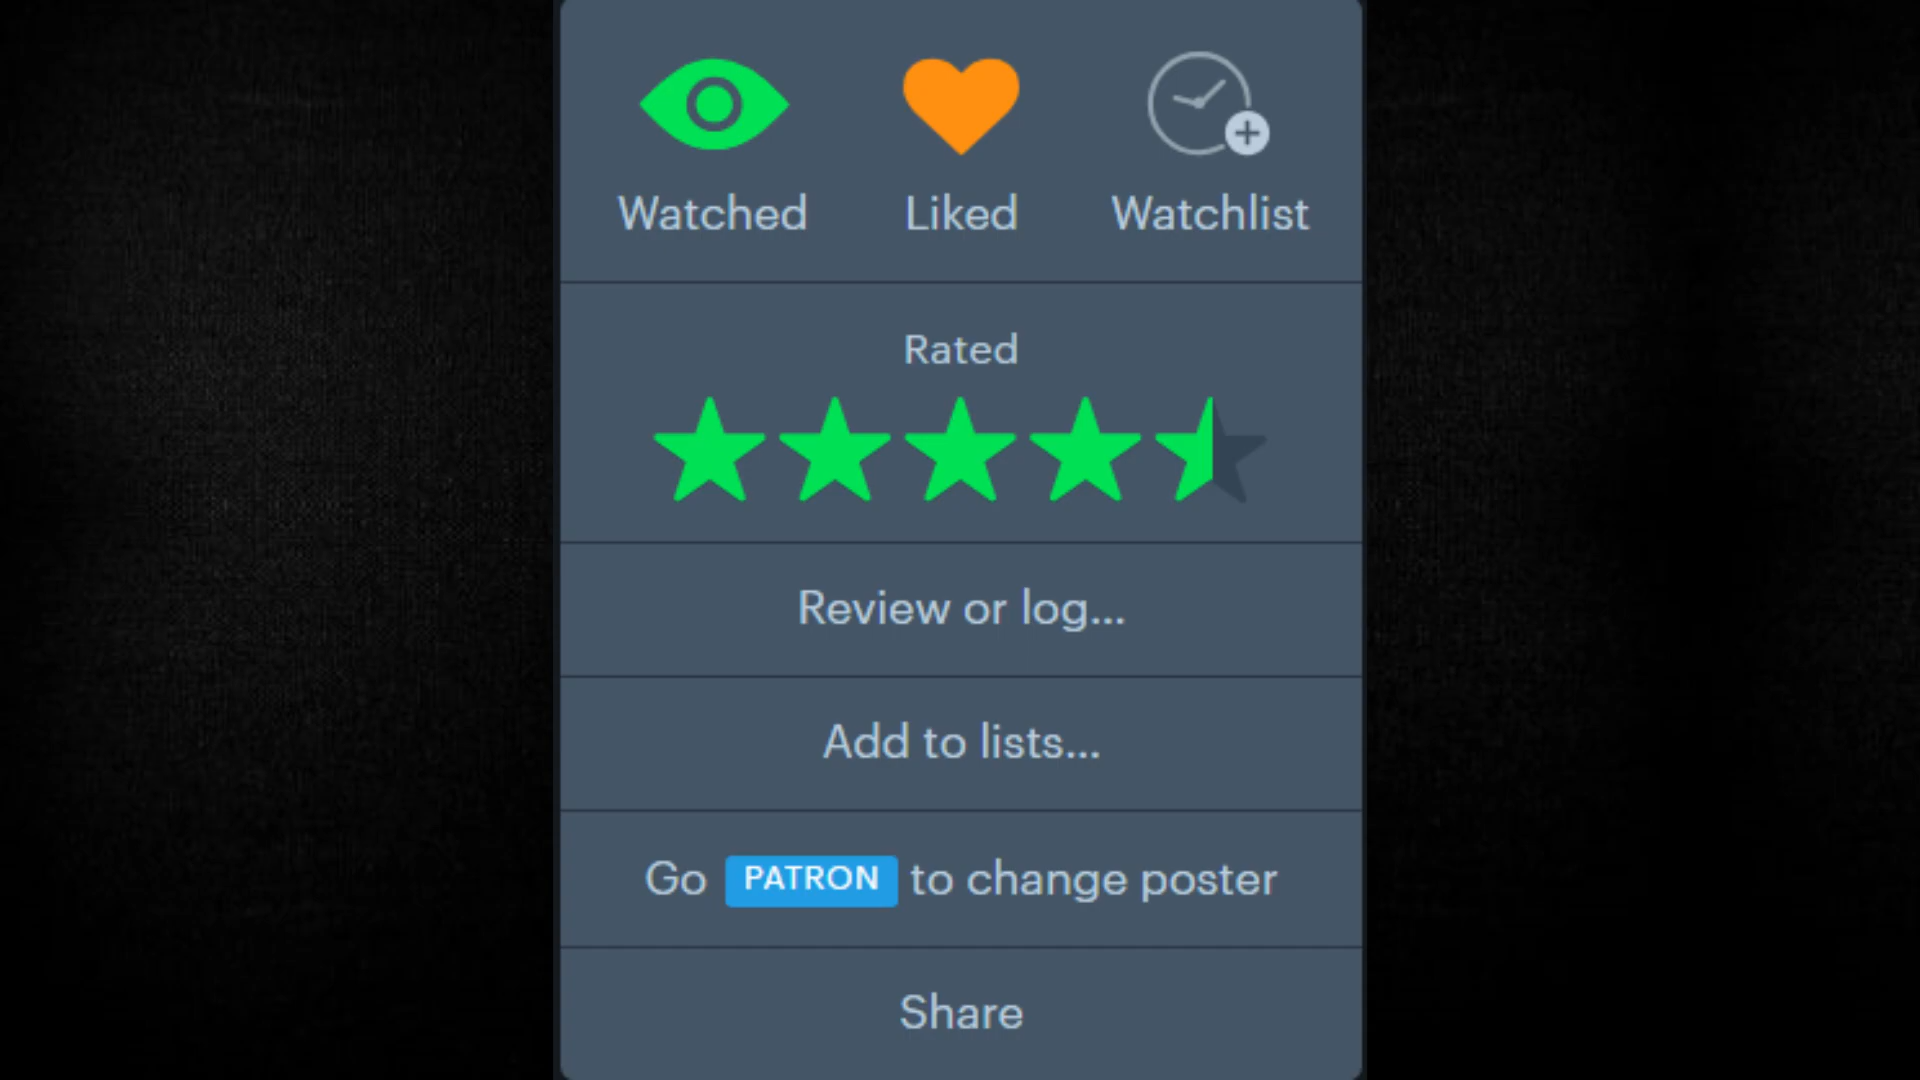 Watched Liked Watchlist
Rated
Review or log...
Add to lists...
Go PATRON to change poster
Share